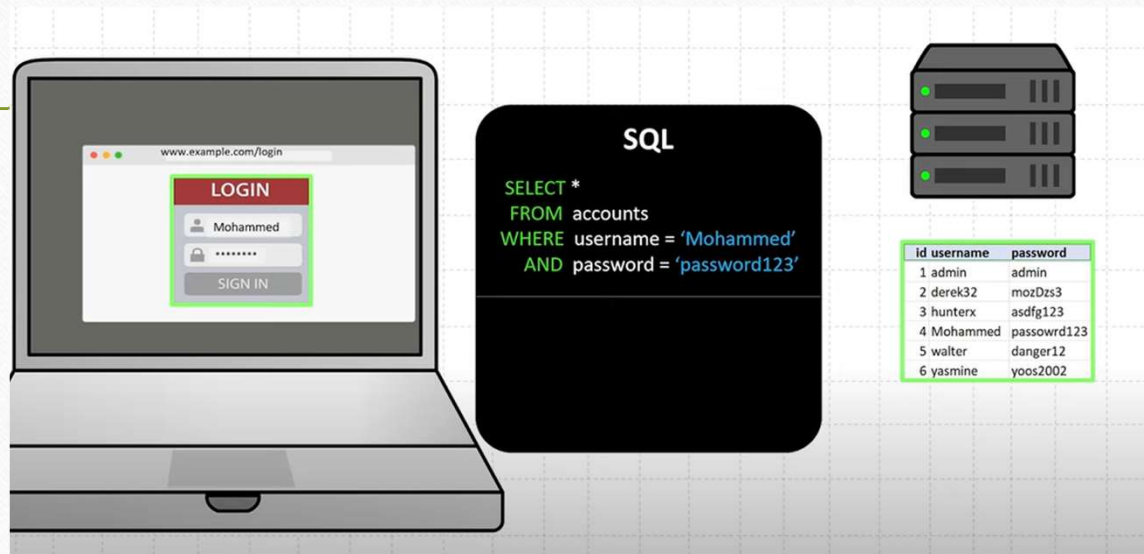 www.example.com/login
LOGIN
Mohammed
••••••••
SIGN IN
SQL
SELECT *
FROM accounts
WHERE username = ‘Mohammed’
AND password = ‘password123’
id username password
1 admin admin
2 derek32 mozDzs3
3 hunterx asdfg123
4 Mohammed passowrd123
5 walter danger12
6 yasmine yoos2002